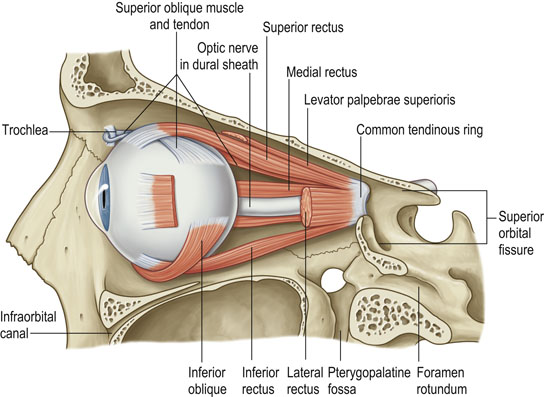 Superior oblique muscle
and tendon
Superior rectus
Optic nerve
in dural sheath
Medial rectus
Levator palpebrae superioris
Trochlea
Common tendinous ring
Superior
orbital
fissure
Infraorbital
canal
Inferior
oblique
Inferior
rectus
Lateral
rectus
Pterygopalatine
fossa
Foramen
rotundum